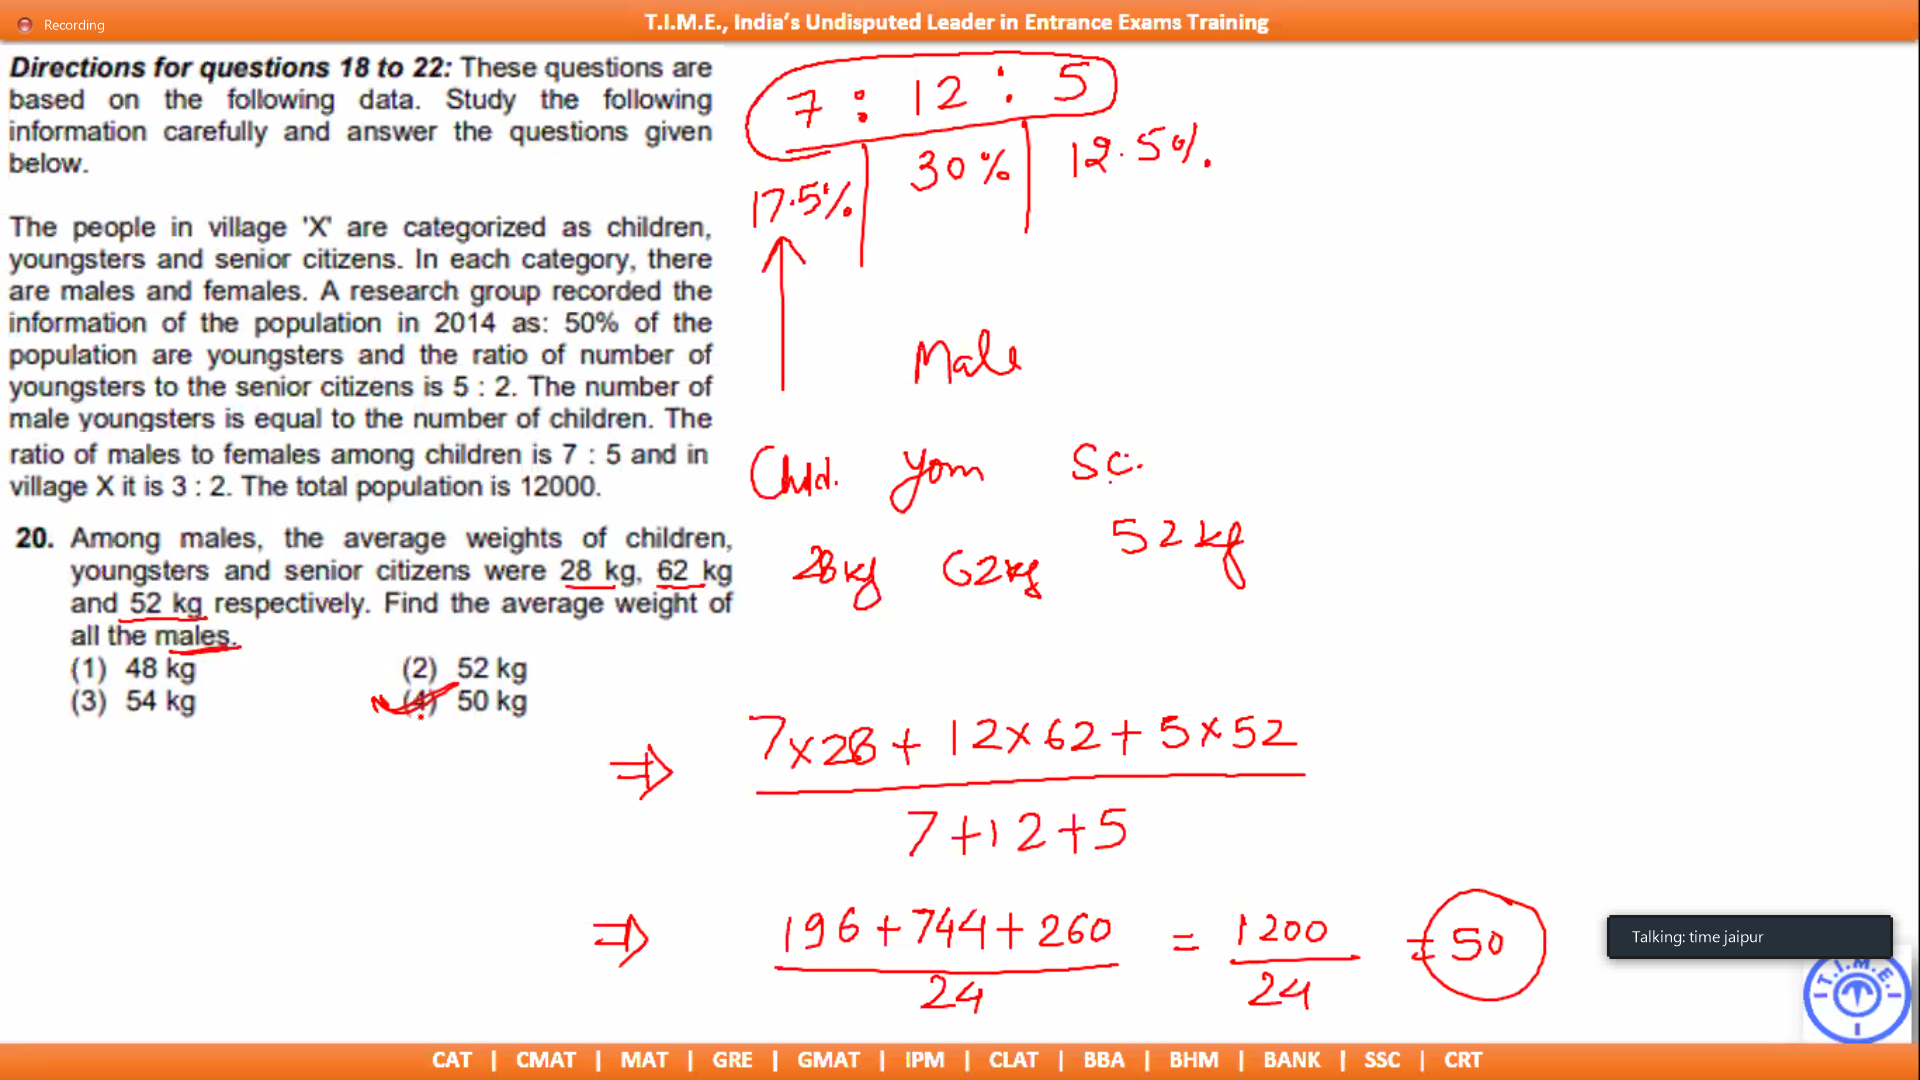 Recording
T.I.M.E., India's Undisputed Leader in Entrance Exams Training
Directions for questions 18 to 22: These questions are
based on the following data. Study the following
information carefully and answer the questions given
below.
The people in village 'X' are categorized as children,
youngsters and senior citizens. In each category, there
are males and females. A research group recorded the
information of the population in 2014 as: 50% of the
population are youngsters and the ratio of number of
youngsters to the senior citizens is 5 : 2. The number of
male youngsters is equal to the number of children. The
ratio of males to females among children is 7 : 5 and in
village X it is 3 : 2. The total population is 12000.
20. Among males, the average weights of children,
youngsters and senior citizens were 28 kg, 62 kg
and 52 kg respectively. Find the average weight of
all the males.
(1) 48 kg (2) 52 kg
(3) 54 kg (4) 50 kg
7 : 12 : 5
17.5% 30% 12.5%
Male
Child. Youn SC.
28kg 62kg 52kg
⇒ 7×28 + 12×62 + 5×52
7+12+5
⇒ 196+744+260 = 1200 = 50
24 24
Talking: time jaipur
T.I.M.E.
CAT | CMAT | MAT | GRE | GMAT | IPM | CLAT | BBA | BHM | BANK | SSC | CRT